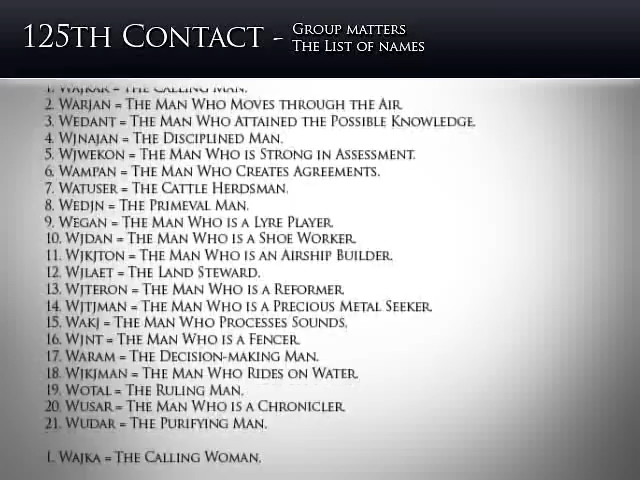 125th Contact - Group matters
The List of names
1. Wajkar = The Calling Man.
2. Warjan = The Man Who Moves through the Air.
3. Wedant = The Man Who Attained the Possible Knowledge.
4. Wjnajan = The Disciplined Man.
5. Wjwekon = The Man Who is Strong in Assessment.
6. Wampan = The Man Who Creates Agreements.
7. Watuser = The Cattle Herdsman.
8. Wedjn = The Primeval Man.
9. Wegan = The Man Who is a Lyre Player.
10. Wjdan = The Man Who is a Shoe Worker.
11. Wjkjton = The Man Who is an Airship Builder.
12. Wjlaet = The Land Steward.
13. Wjteron = The Man Who is a Reformer.
14. Wjtjman = The Man Who is a Precious Metal Seeker.
15. Wakj = The Man Who Processes Sounds.
16. Wjnt = The Man Who is a Fencer.
17. Waram = The Decision-making Man.
18. Wjkjman = The Man Who Rides on Water.
19. Wotal = The Ruling Man.
20. Wusar = The Man Who is a Chronicler.
21. Wudar = The Purifying Man.
1. Wajka = The Calling Woman.